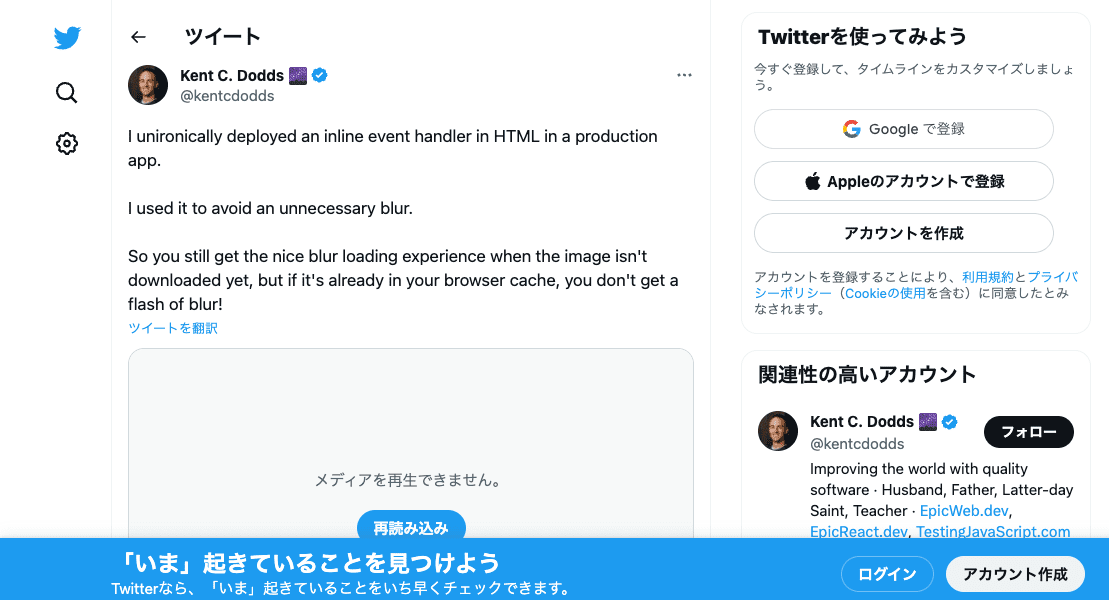 ツイート
Kent C. Dodds
@kentcdodds
I unironically deployed an inline event handler in HTML in a production
app.
I used it to avoid an unnecessary blur.
So you still get the nice blur loading experience when the image isn't
downloaded yet, but if it's already in your browser cache, you don't get a
flash of blur!
ツイートを翻訳
メディアを再生できません。
再読み込み
Twitterを使ってみよう
今すぐ登録して、タイムラインをカスタマイズしましょ
う。
Google で登録
Appleのアカウントで登録
アカウントを作成
アカウントを登録することにより、利用規約とプライバ
シーポリシー（Cookieの使用を含む）に同意したとみ
なされます。
関連性の高いアカウント
Kent C. Dodds
@kentcdodds
フォロー
Improving the world with quality
software · Husband, Father, Latter-day
Saint, Teacher · EpicWeb.dev,
EpicReact.dev, TestingJavaScript.com
「いま」起きていることを見つけよう
Twitterなら、「いま」起きていることをいち早くチェックできます。
ログイン
アカウント作成